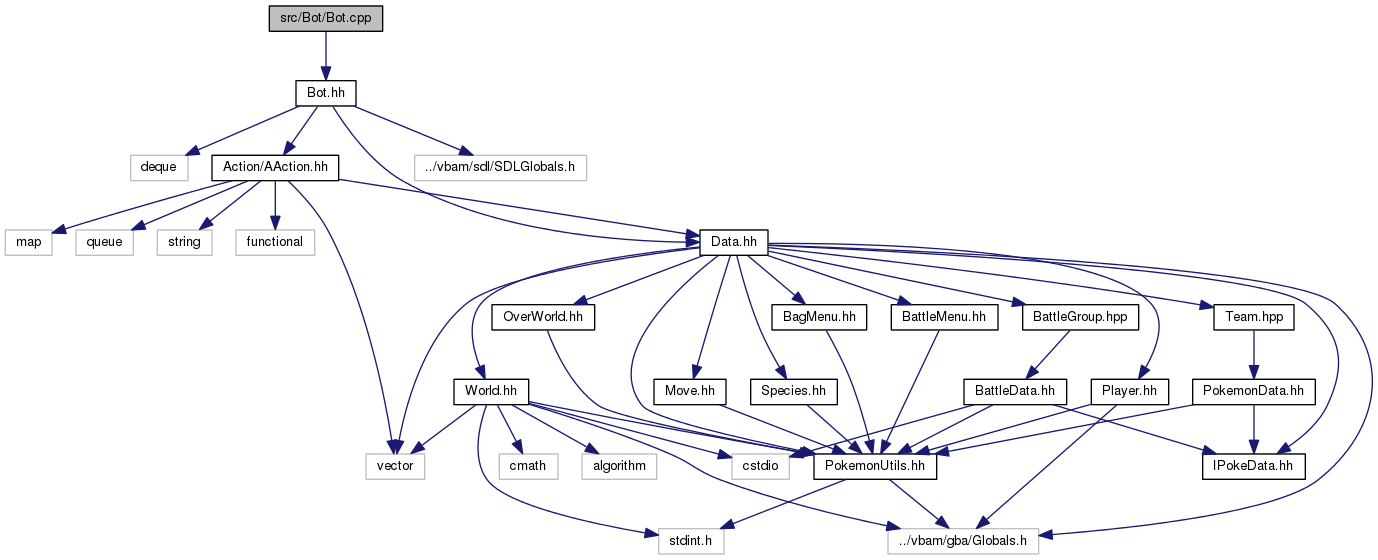 src/Bot/Bot.cpp
Bot.hh
deque
Action/AAction.hh
../vbam/sdl/SDLGlobals.h
map
queue
string
functional
Data.hh
OverWorld.hh
BagMenu.hh
BattleMenu.hh
BattleGroup.hpp
Team.hpp
World.hh
Move.hh
Species.hh
BattleData.hh
Player.hh
PokemonData.hh
vector
cmath
algorithm
cstdio
PokemonUtils.hh
IPokeData.hh
stdint.h
../vbam/gba/Globals.h